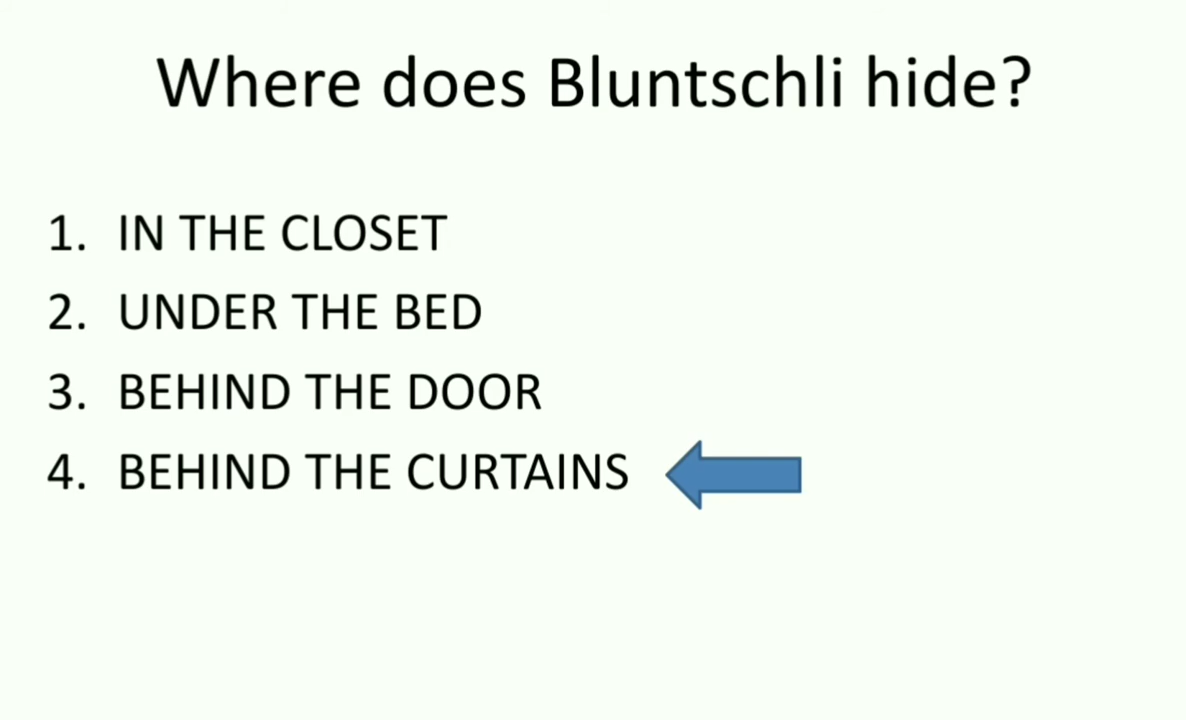 Where does Bluntschli hide?
1. IN THE CLOSET
2. UNDER THE BED
3. BEHIND THE DOOR
4. BEHIND THE CURTAINS